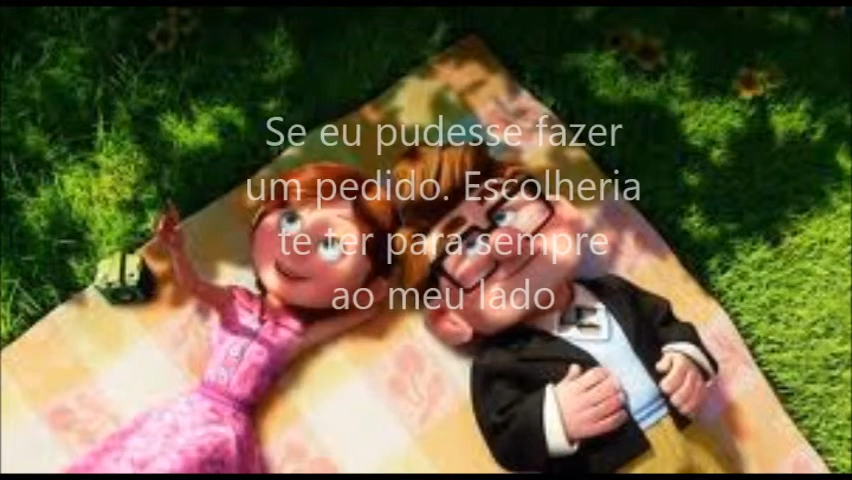 Se eu pudesse fazer
um pedido. Escolheria
te ter para sempre
ao meu lado